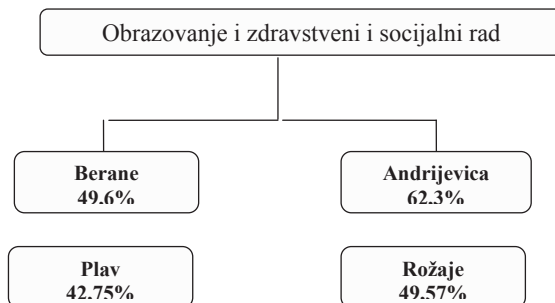 Obrazovanje i zdravstveni i socijalni rad
Berane
49,6%
Andrijevica
62,3%
Plav
42,75%
Rožaje
49,57%